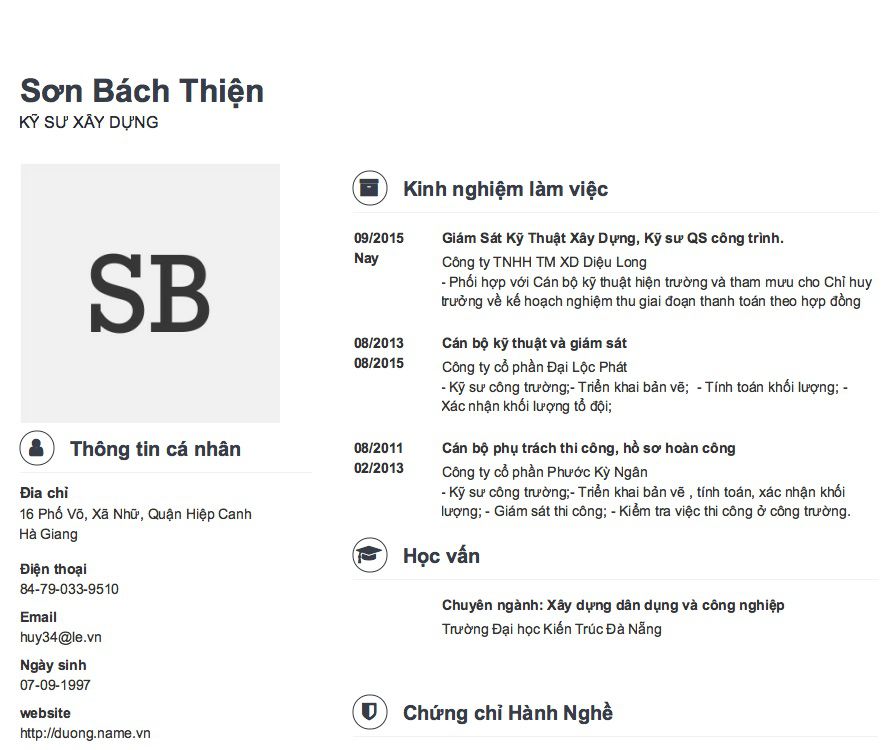 Sơn Bách Thiện
KỸ SƯ XÂY DỰNG
SB
Thông tin cá nhân
Đia chỉ
16 Phố Võ, Xã Nhữ, Quận Hiệp Canh
Hà Giang
Điện thoại
84-79-033-9510
Email
huy34@le.vn
Ngày sinh
07-09-1997
website
http://duong.name.vn
Kinh nghiệm làm việc
09/2015
Nay
Giám Sát Kỹ Thuật Xây Dựng, Kỹ sư QS công trình.
Công ty TNHH TM XD Diệu Long
- Phối hợp với Cán bộ kỹ thuật hiện trường và tham mưu cho Chỉ huy
trưởng về kế hoạch nghiệm thu giai đoạn thanh toán theo hợp đồng
08/2013
08/2015
Cán bộ kỹ thuật và giám sát
Công ty cổ phần Đại Lộc Phát
- Kỹ sư công trường;- Triển khai bản vẽ;  - Tính toán khối lượng; -
Xác nhận khối lượng tổ đội;
08/2011
02/2013
Cán bộ phụ trách thi công, hồ sơ hoàn công
Công ty cổ phần Phước Kỳ Ngân
- Kỹ sư công trường;- Triển khai bản vẽ , tính toán, xác nhận khối
lượng; - Giám sát thi công; - Kiểm tra việc thi công ở công trường.
Học vấn
Chuyên ngành: Xây dựng dân dụng và công nghiệp
Trường Đại học Kiến Trúc Đà Nẵng
Chứng chỉ Hành Nghề